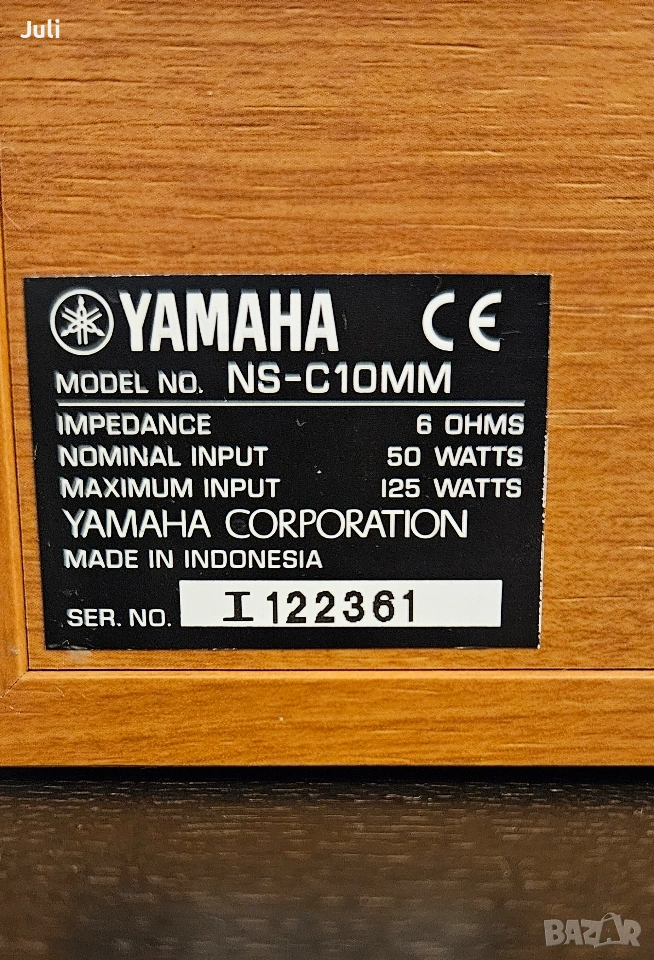 Juli
YAMAHA CE
MODEL NO. NS-C10MM
IMPEDANCE 6 OHMS
NOMINAL INPUT 50 WATTS
MAXIMUM INPUT 125 WATTS
YAMAHA CORPORATION
MADE IN INDONESIA
SER. NO. I 122361
BAZAR